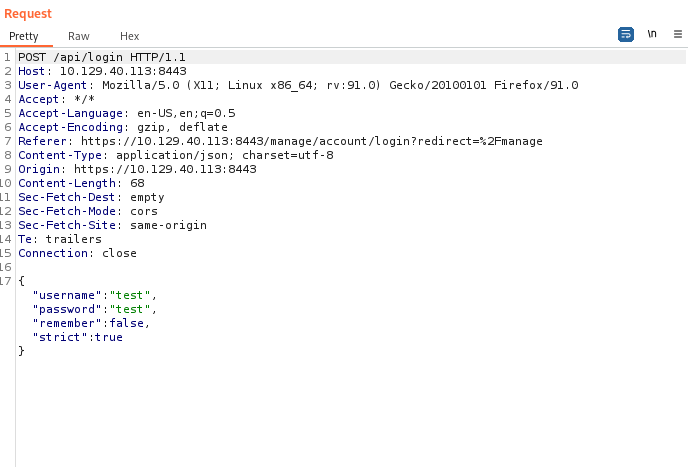 Request
Pretty Raw Hex \n
1 POST /api/login HTTP/1.1
2 Host: 10.129.40.113:8443
3 User-Agent: Mozilla/5.0 (X11; Linux x86_64; rv:91.0) Gecko/20100101 Firefox/91.0
4 Accept: */*
5 Accept-Language: en-US,en;q=0.5
6 Accept-Encoding: gzip, deflate
7 Referer: https://10.129.40.113:8443/manage/account/login?redirect=%2Fmanage
8 Content-Type: application/json; charset=utf-8
9 Origin: https://10.129.40.113:8443
10 Content-Length: 68
11 Sec-Fetch-Dest: empty
12 Sec-Fetch-Mode: cors
13 Sec-Fetch-Site: same-origin
14 Te: trailers
15 Connection: close
16
17 {
"username":"test",
"password":"test",
"remember":false,
"strict":true
}